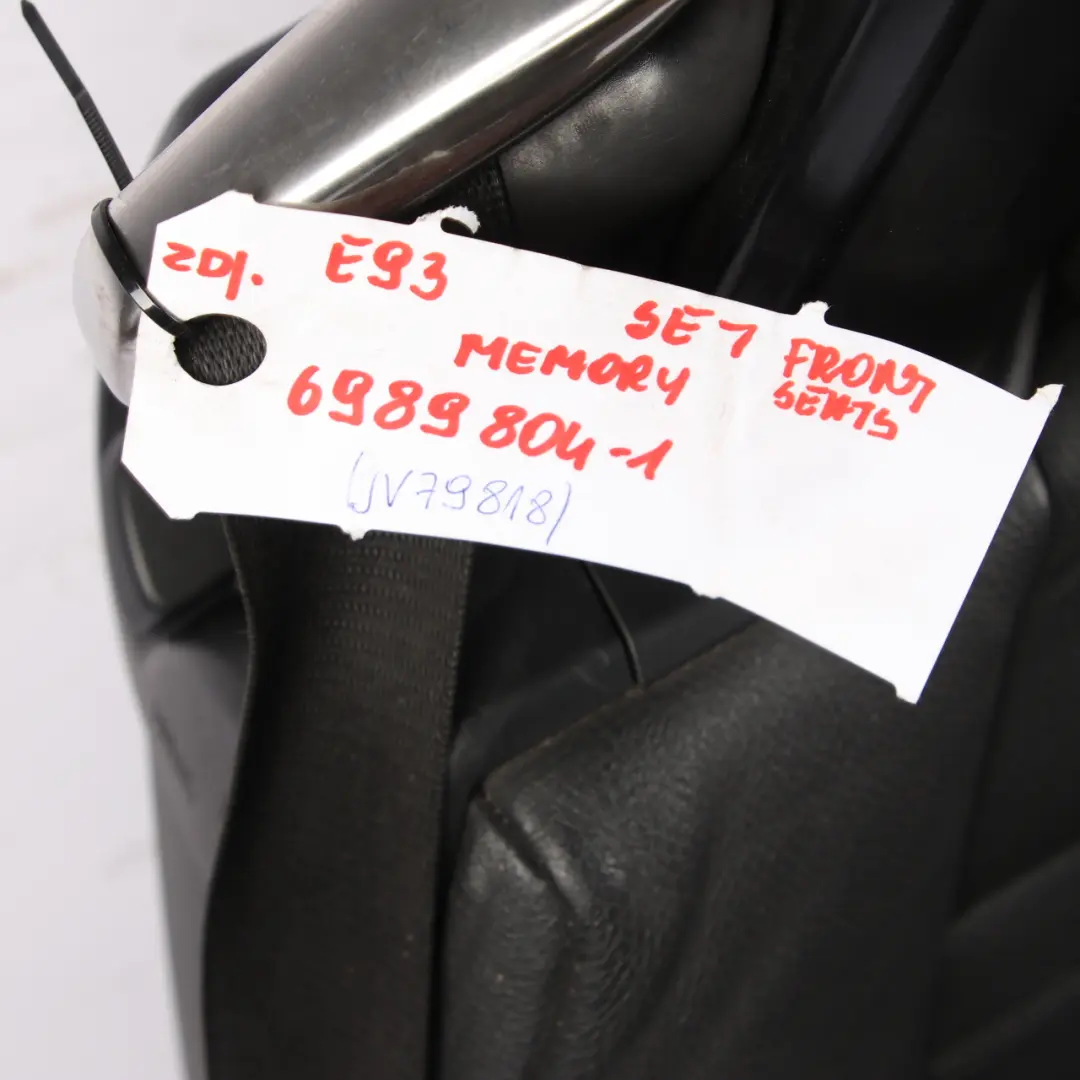 ZDJ. E93
SET FRONT
MEMORY SEATS
6989804-1
(JV79818)